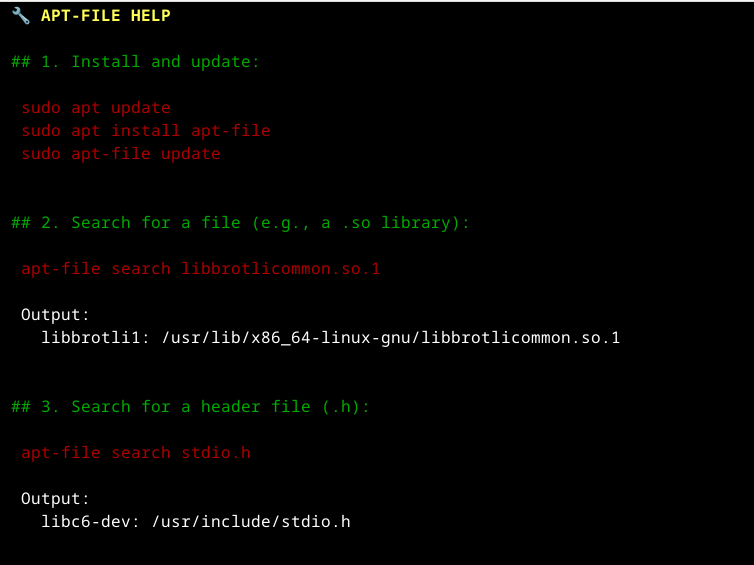 🔧 APT-FILE HELP
## 1. Install and update:
sudo apt update
sudo apt install apt-file
sudo apt-file update
## 2. Search for a file (e.g., a .so library):
apt-file search libbrotlicommon.so.1
Output:
libbrotli1: /usr/lib/x86_64-linux-gnu/libbrotlicommon.so.1
## 3. Search for a header file (.h):
apt-file search stdio.h
Output:
libc6-dev: /usr/include/stdio.h